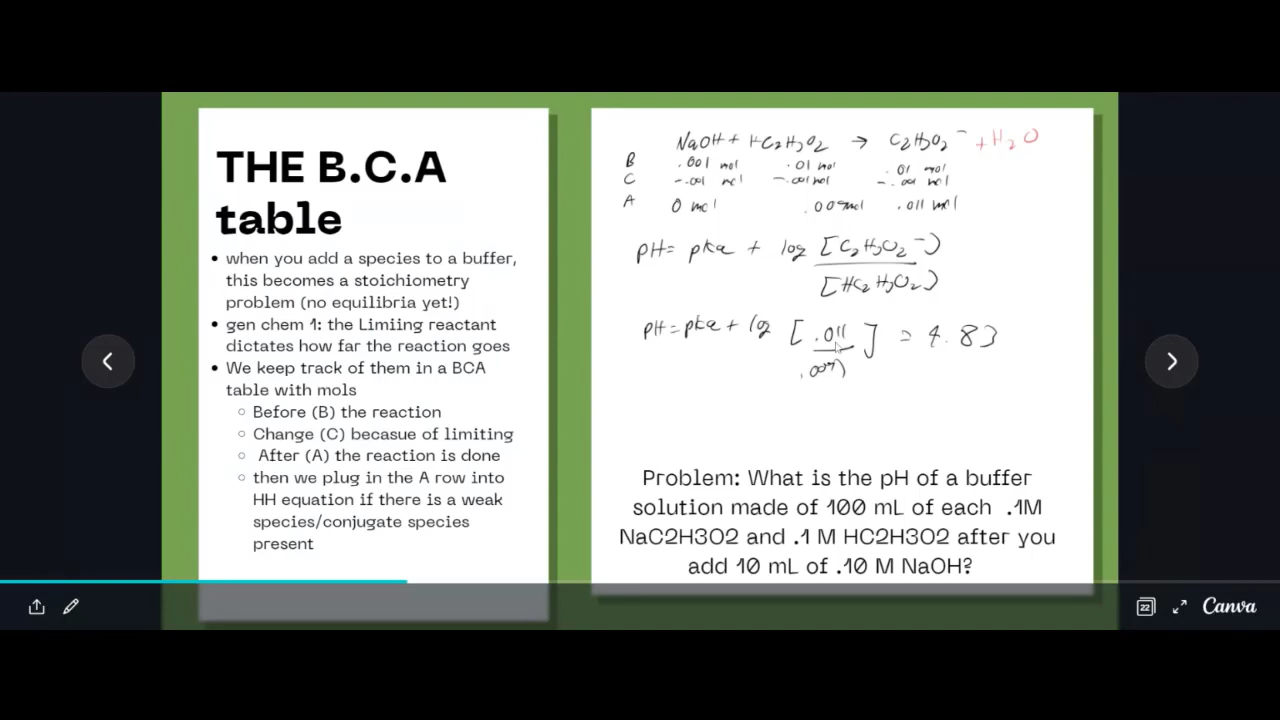 THE B.C.A
table
when you add a species to a buffer,
this becomes a stoichiometry
problem (no equilibria yet!)
gen chem 1: the Limiing reactant
dictates how far the reaction goes
We keep track of them in a BCA
table with mols
Before (B) the reaction
Change (C) becasue of limiting
After (A) the reaction is done
then we plug in the A row into
HH equation if there is a weak
species/conjugate species
present
NaOH + HC2H3O2 → C2H3O2⁻ + H2O
B .001 mol .01 mol .01 mol
C -.001 mol -.001mol -.001 mol
A 0 mol .009mol .011 mol
pH= pka + log [C2H3O2⁻]
[HC2H3O2]
pH=pka + log [.011] = 4.83
.009
Problem: What is the pH of a buffer
solution made of 100 mL of each .1M
NaC2H3O2 and .1 M HC2H3O2 after you
add 10 mL of .10 M NaOH?
22
Canva